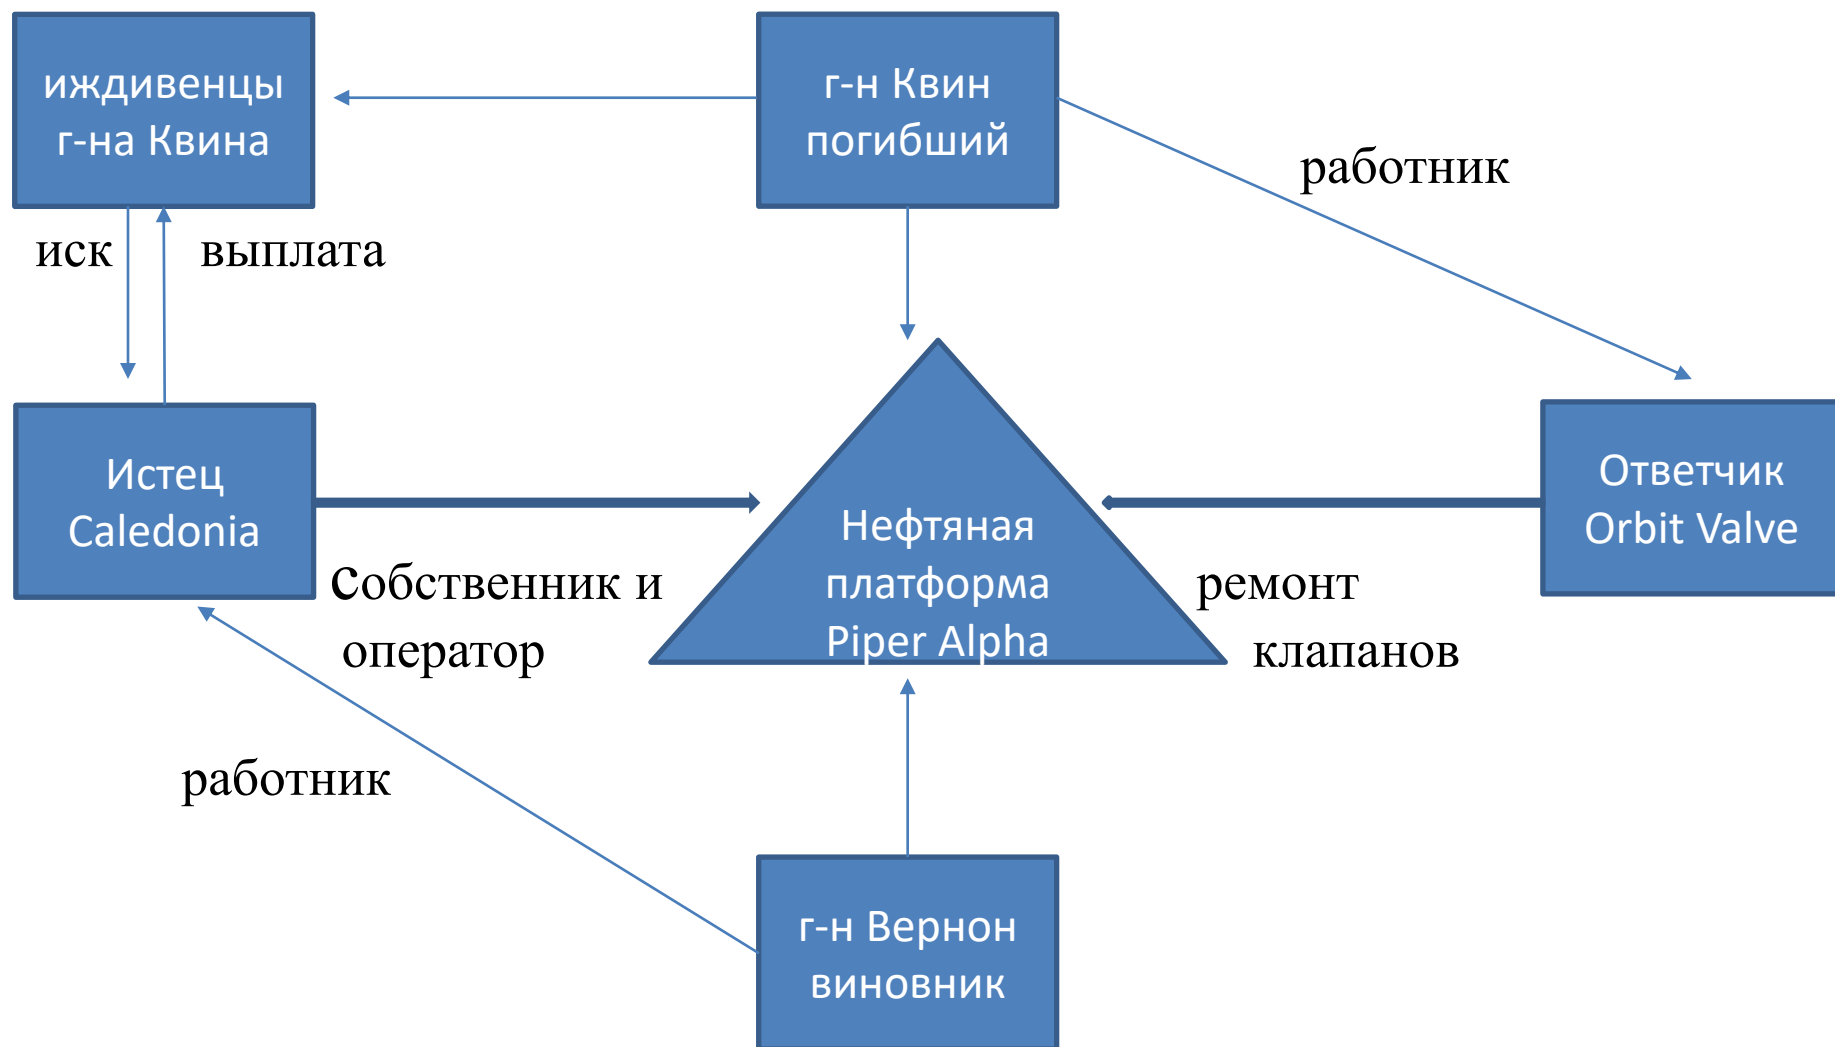 иждивенцы
г-на Квина
г-н Квин
погибший
работник
иск
выплата
Истец
Caledonia
Собственник и
оператор
Нефтяная
платформа
Piper Alpha
ремонт
клапанов
Ответчик
Orbit Valve
работник
г-н Вернон
виновник